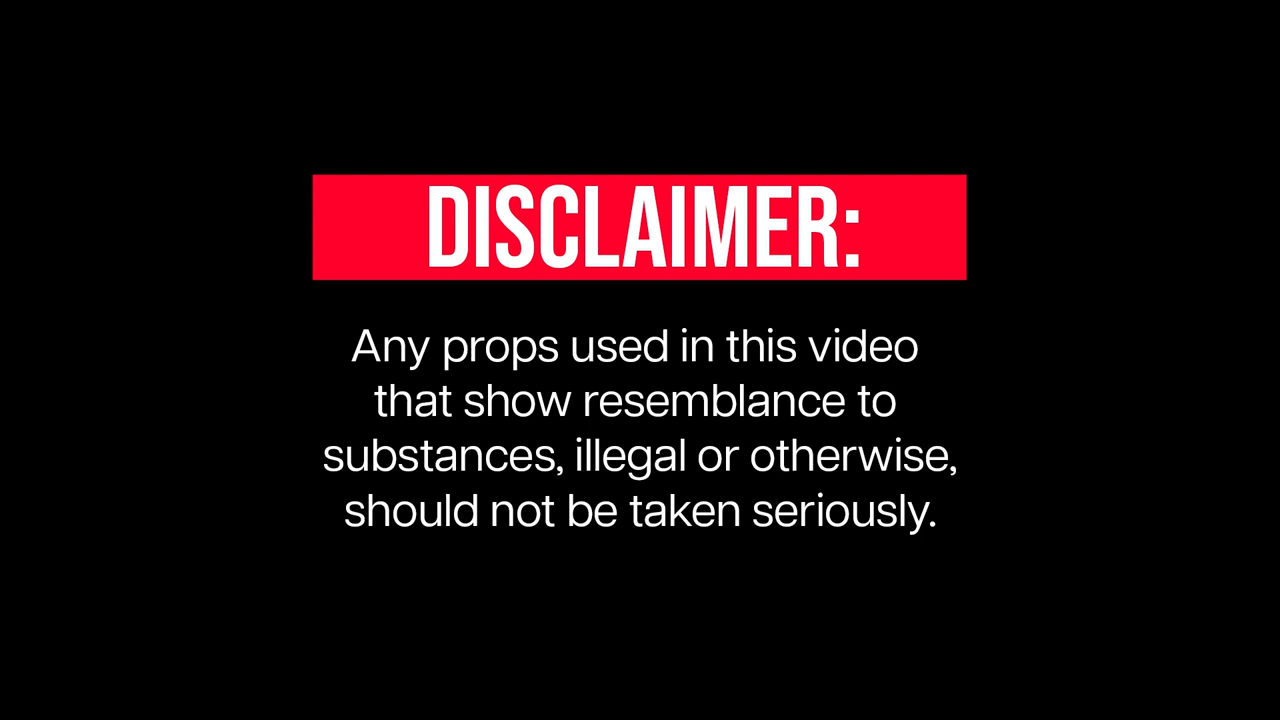 DISCLAIMER:
Any props used in this video
that show resemblance to
substances, illegal or otherwise,
should not be taken seriously.